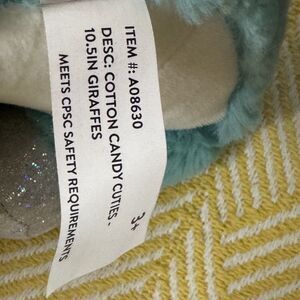 ITEM #: A08630
DESC: COTTON CANDY CUTIES -
10.5IN GIRAFFES
MEETS CPSC SAFETY REQUIREMENTS
3+